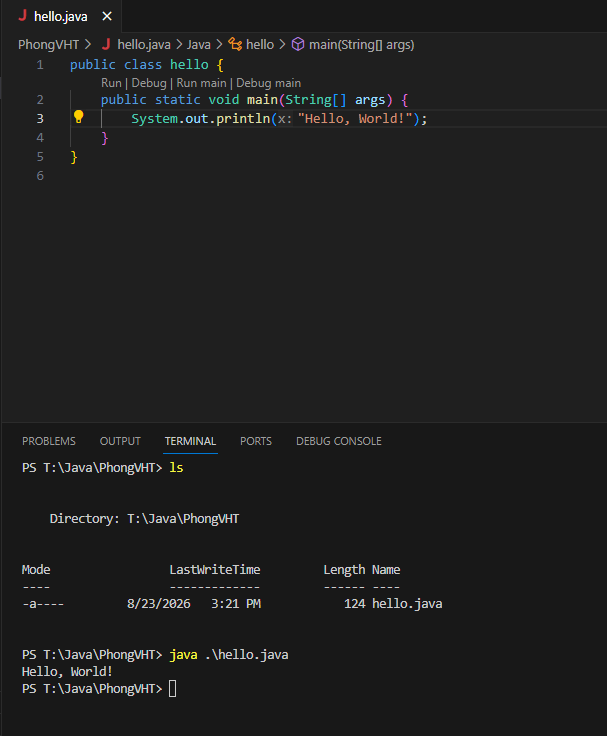 hello.java
PhongVHT > hello.java > Java > hello > main(String[] args)
1 public class hello {
Run | Debug | Run main | Debug main
2 public static void main(String[] args) {
3 System.out.println(x: "Hello, World!");
4 }
5 }
6
PROBLEMS OUTPUT TERMINAL PORTS DEBUG CONSOLE
PS T:\Java\PhongVHT> ls
Directory: T:\Java\PhongVHT
Mode LastWriteTime Length Name
---- ------------- ------ ----
-a---- 8/23/2026 3:21 PM 124 hello.java
PS T:\Java\PhongVHT> java .\hello.java
Hello, World!
PS T:\Java\PhongVHT>